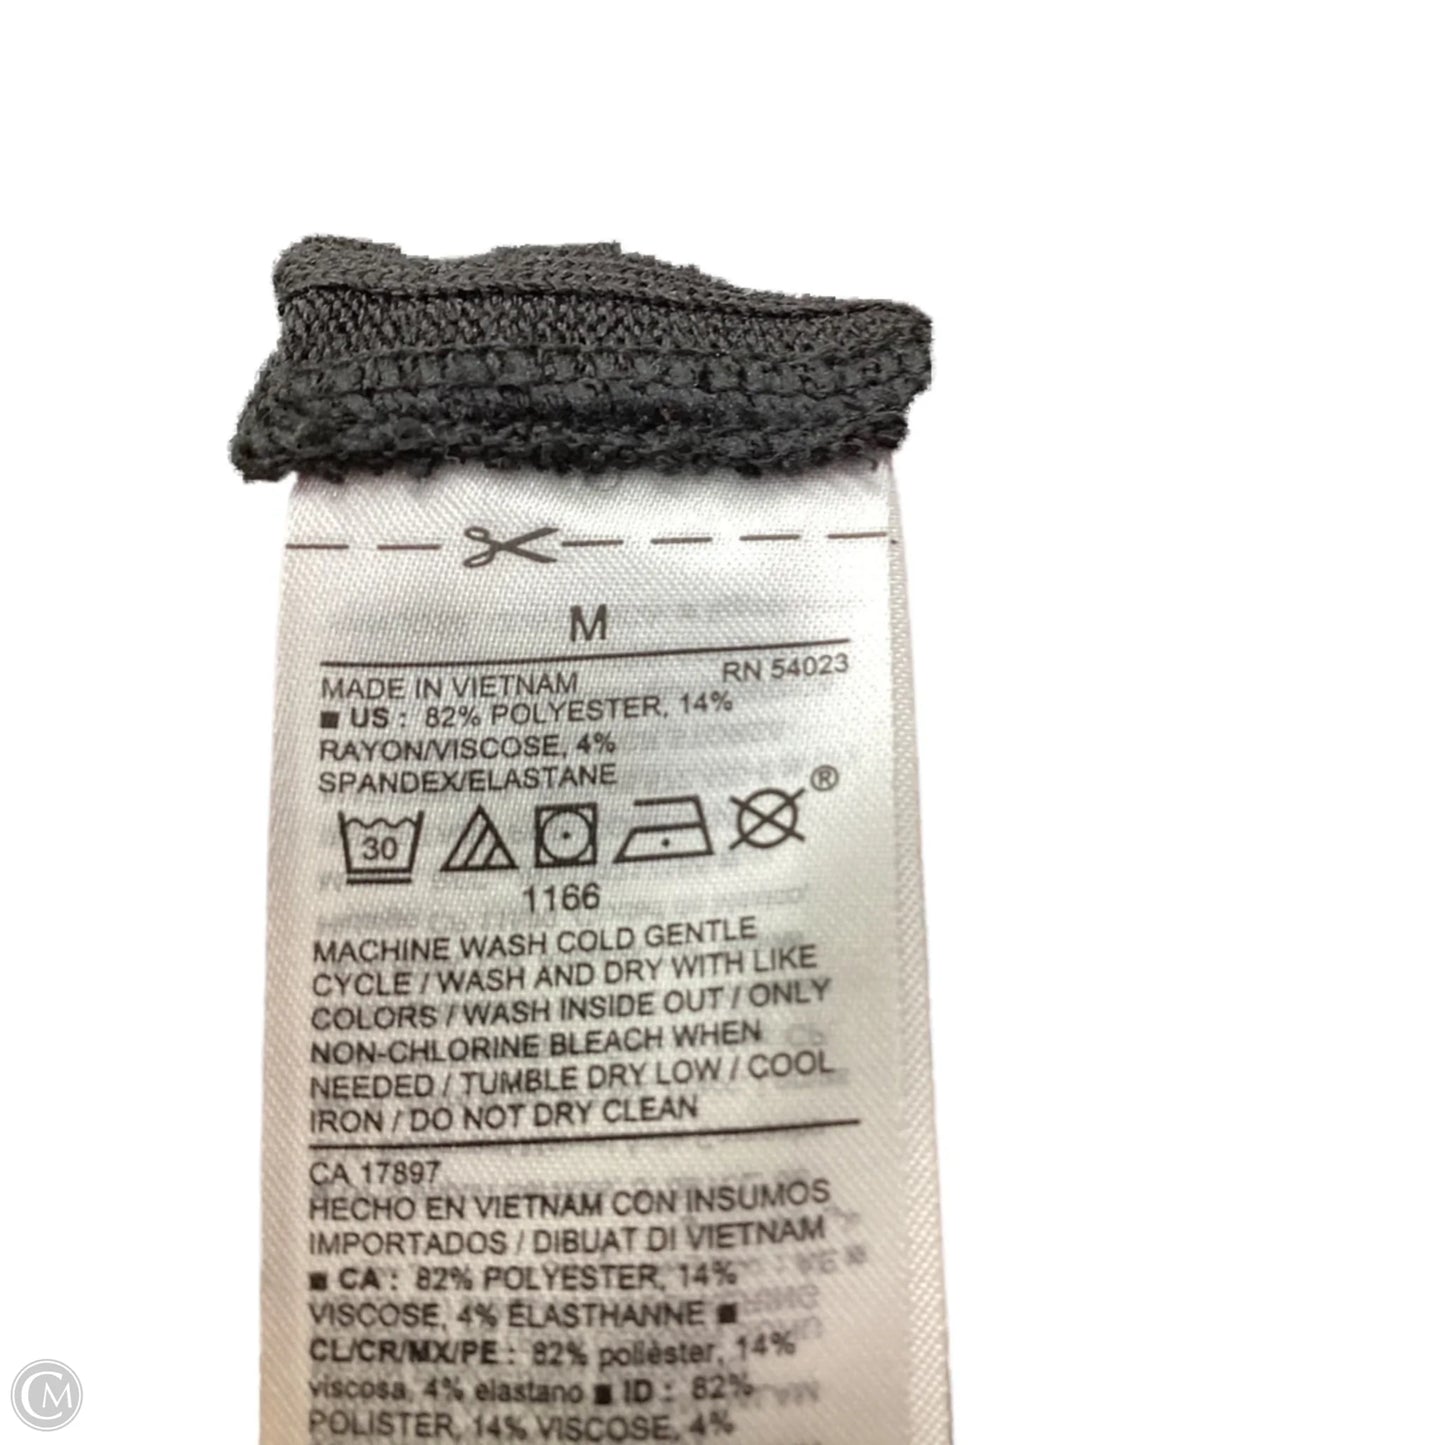 M
RN 54023
MADE IN VIETNAM
■ US : 82% POLYESTER, 14%
RAYON/VISCOSE, 4%
SPANDEX/ELASTANE
30
®
1166
MACHINE WASH COLD GENTLE
CYCLE / WASH AND DRY WITH LIKE
COLORS / WASH INSIDE OUT / ONLY
NON-CHLORINE BLEACH WHEN
NEEDED / TUMBLE DRY LOW / COOL
IRON / DO NOT DRY CLEAN
CA 17897
HECHO EN VIETNAM CON INSUMOS
IMPORTADOS / DIBUAT DI VIETNAM
■ CA : 82% POLYESTER, 14%
VISCOSE, 4% ÉLASTHANNE ■
CL/CR/MX/PE : 82% poliéster, 14%
viscosa, 4% elastano ■ ID : 82%
POLISTER, 14% VISCOSE, 4%
CM